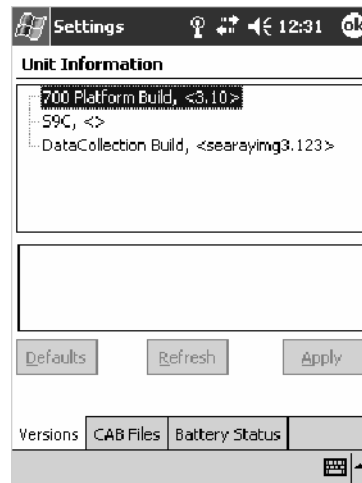 Settings 12:31 ok
Unit Information
700 Platform Build, <3.10>
S9C, <>
DataCollection Build, <searayimg3.123>
Defaults Refresh Apply
Versions CAB Files Battery Status